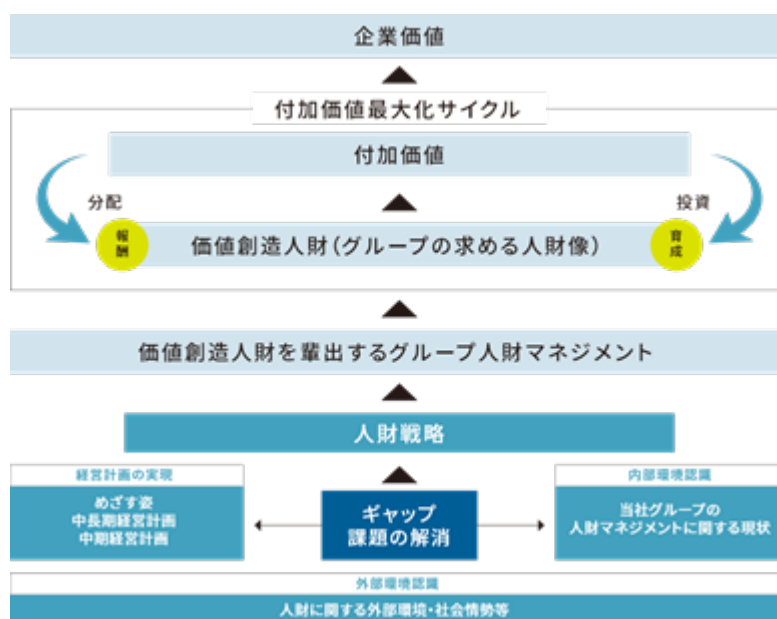 企業価値
付加価値最大化サイクル
付加価値
分配
投資
報酬
価値創造人財(グループの求める人財像)
育成
価値創造人財を輩出するグループ人財マネジメント
人財戦略
経営計画の実現
めざす姿
中長期経営計画
中期経営計画
ギャップ
課題の解消
内部環境認識
当社グループの
人財マネジメントに関する現状
外部環境認識
人財に関する外部環境・社会情勢等